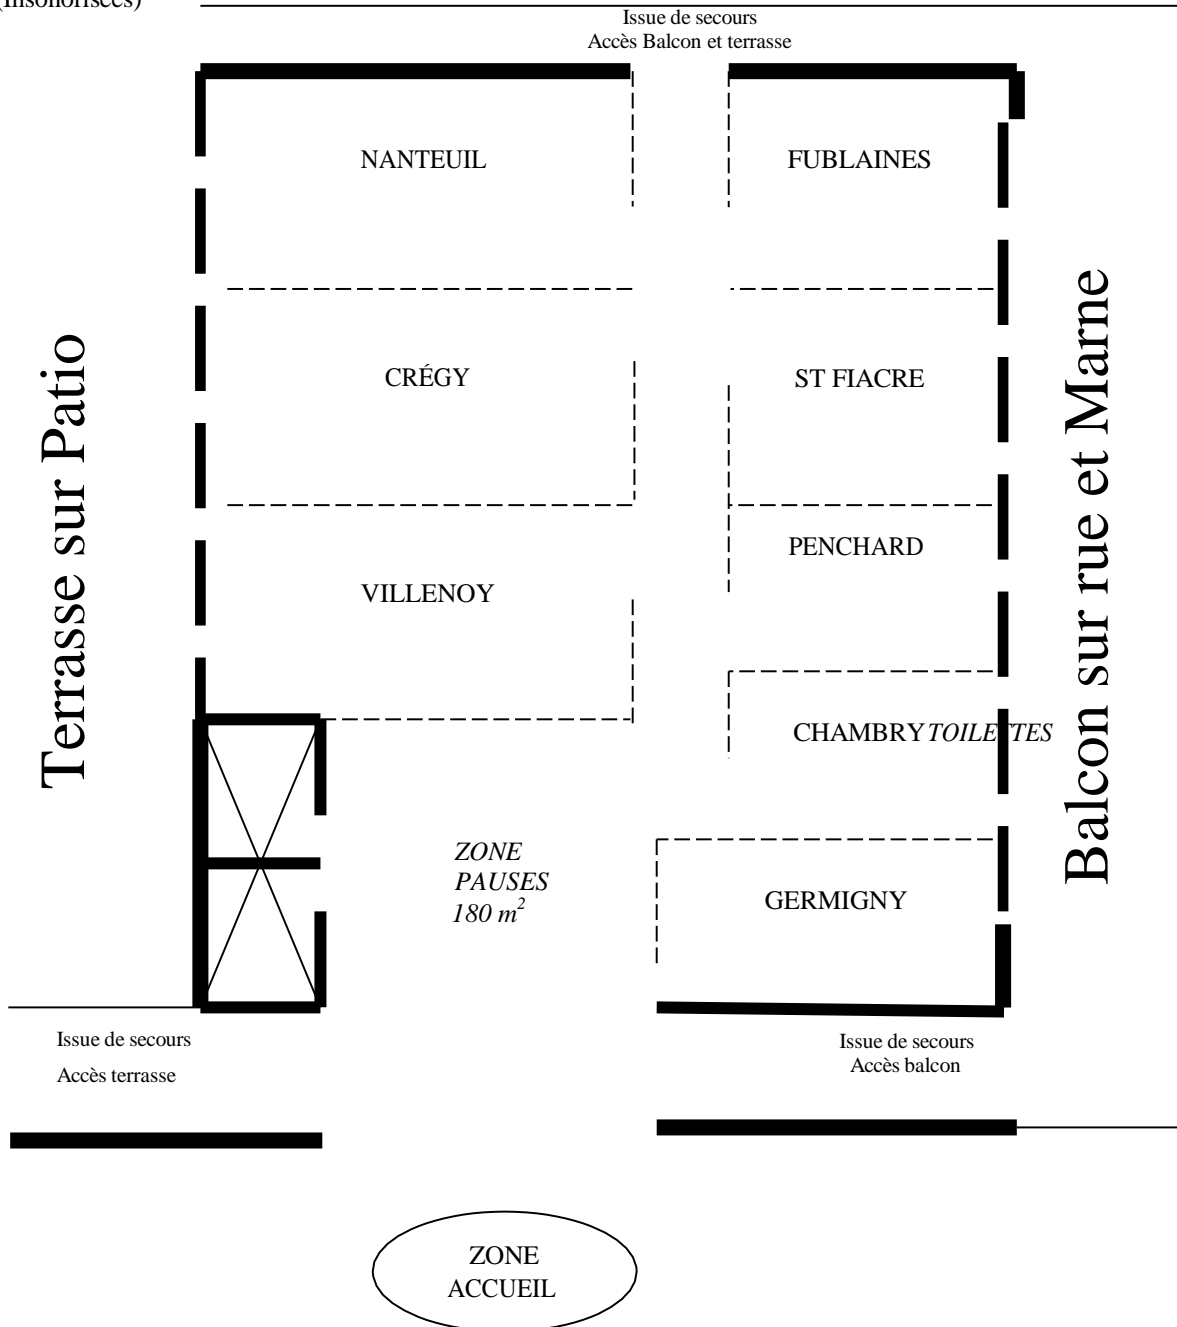 (Insonorisées)
Issue de secours
Accès Balcon et terrasse
NANTEUIL
FUBLAINES
CRÉGY
ST FIACRE
Terrasse sur Patio
Balcon sur rue et Marne
PENCHARD
VILLENOY
CHAMBRY TOILETTES
ZONE
PAUSES
180 m²
GERMIGNY
Issue de secours
Accès terrasse
Issue de secours
Accès balcon
ZONE
ACCUEIL